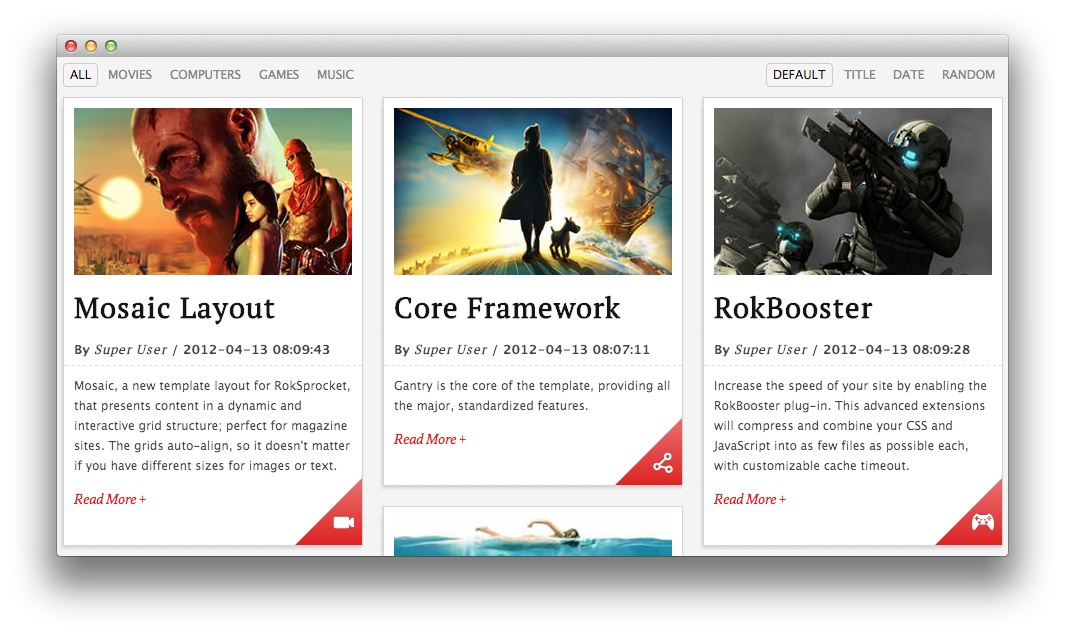 ALL MOVIES COMPUTERS GAMES MUSIC DEFAULT TITLE DATE RANDOM
Mosaic Layout
By Super User / 2012-04-13 08:09:43
Mosaic, a new template layout for RokSprocket,
that presents content in a dynamic and
interactive grid structure; perfect for magazine
sites. The grids auto-align, so it doesn't matter
if you have different sizes for images or text.
Read More +
Core Framework
By Super User / 2012-04-13 08:07:11
Gantry is the core of the template, providing all
the major, standardized features.
Read More +
RokBooster
By Super User / 2012-04-13 08:09:28
Increase the speed of your site by enabling the
RokBooster plug-in. This advanced extensions
will compress and combine your CSS and
JavaScript into as few files as possible each,
with customizable cache timeout.
Read More +